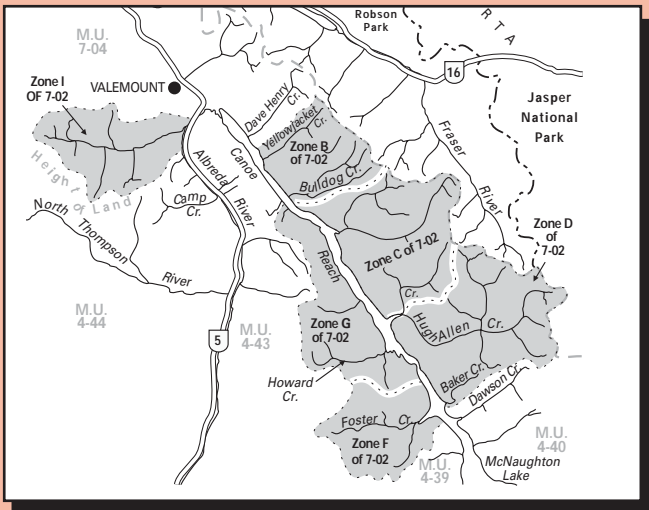 Robson
Park
R T A
M.U.
7-04
16
Zone I
OF 7-02
VALEMOUNT
Jasper
National
Park
Dave Henry
Cr.
Yellowjacket
Cr.
Zone B
of 7-02
Fraser
River
Canoe
Reach
Bulldog Cr.
Height of Land
Albreda
River
Camp
Cr.
North Thompson
River
Zone D
of
7-02
Zone C of 7-02
Cr.
M.U.
4-44
M.U.
4-43
5
Zone G
of 7-02
Hugh Allen Cr.
Howard
Cr.
Baker Cr.
Dawson Cr.
Foster Cr.
Zone F
of 7-02
M.U.
4-40
M.U.
4-39
McNaughton
Lake